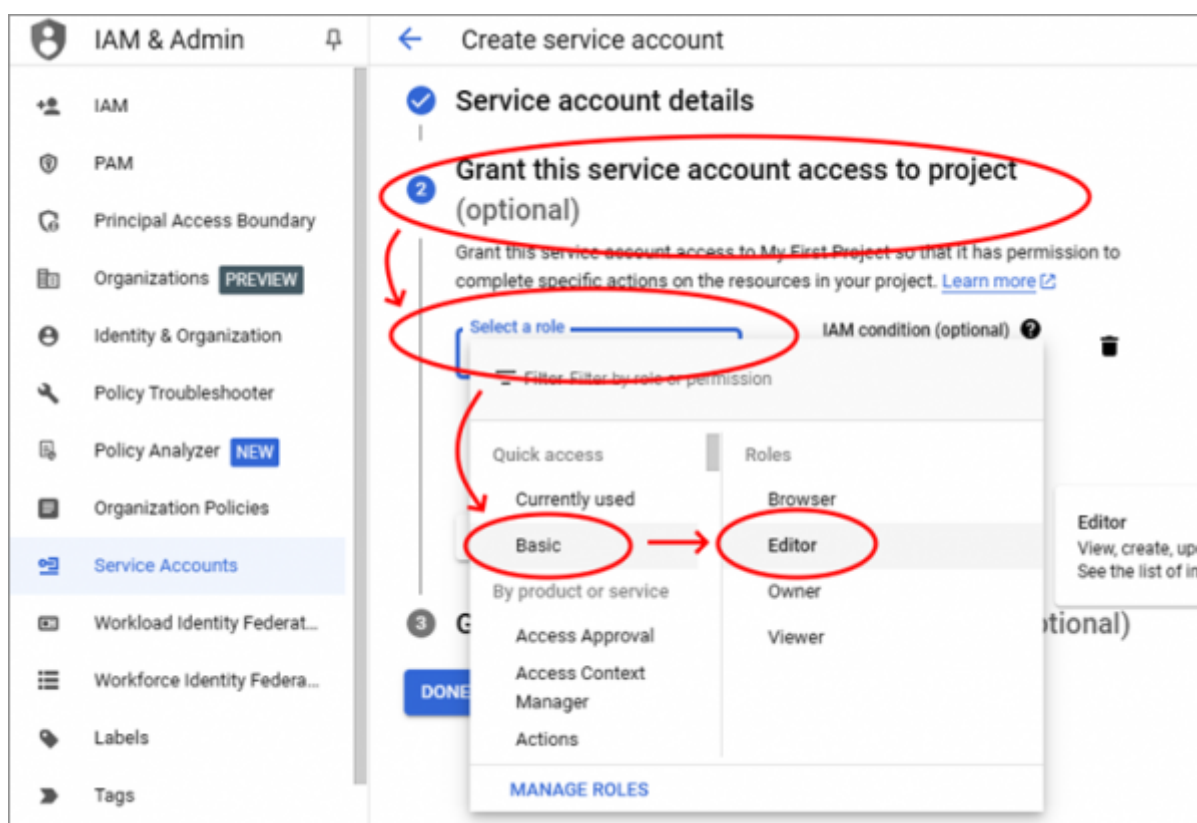 IAM & Admin
Create service account
IAM
PAM
Principal Access Boundary
Organizations PREVIEW
Identity & Organization
Policy Troubleshooter
Policy Analyzer NEW
Organization Policies
Service Accounts
Workload Identity Federat...
Workforce Identity Federa...
Labels
Tags
Service account details
2
Grant this service account access to project
(optional)
Grant this service account access to My First Project so that it has permission to
complete specific actions on the resources in your project. Learn more
Select a role
IAM condition (optional)
Filter Filter by role or permission
Quick access
Currently used
Basic
By product or service
Access Approval
Access Context
Manager
Actions
Roles
Browser
Editor
Owner
Viewer
MANAGE ROLES
Editor
View, create, up
See the list of in
3
G
tional)
DONE